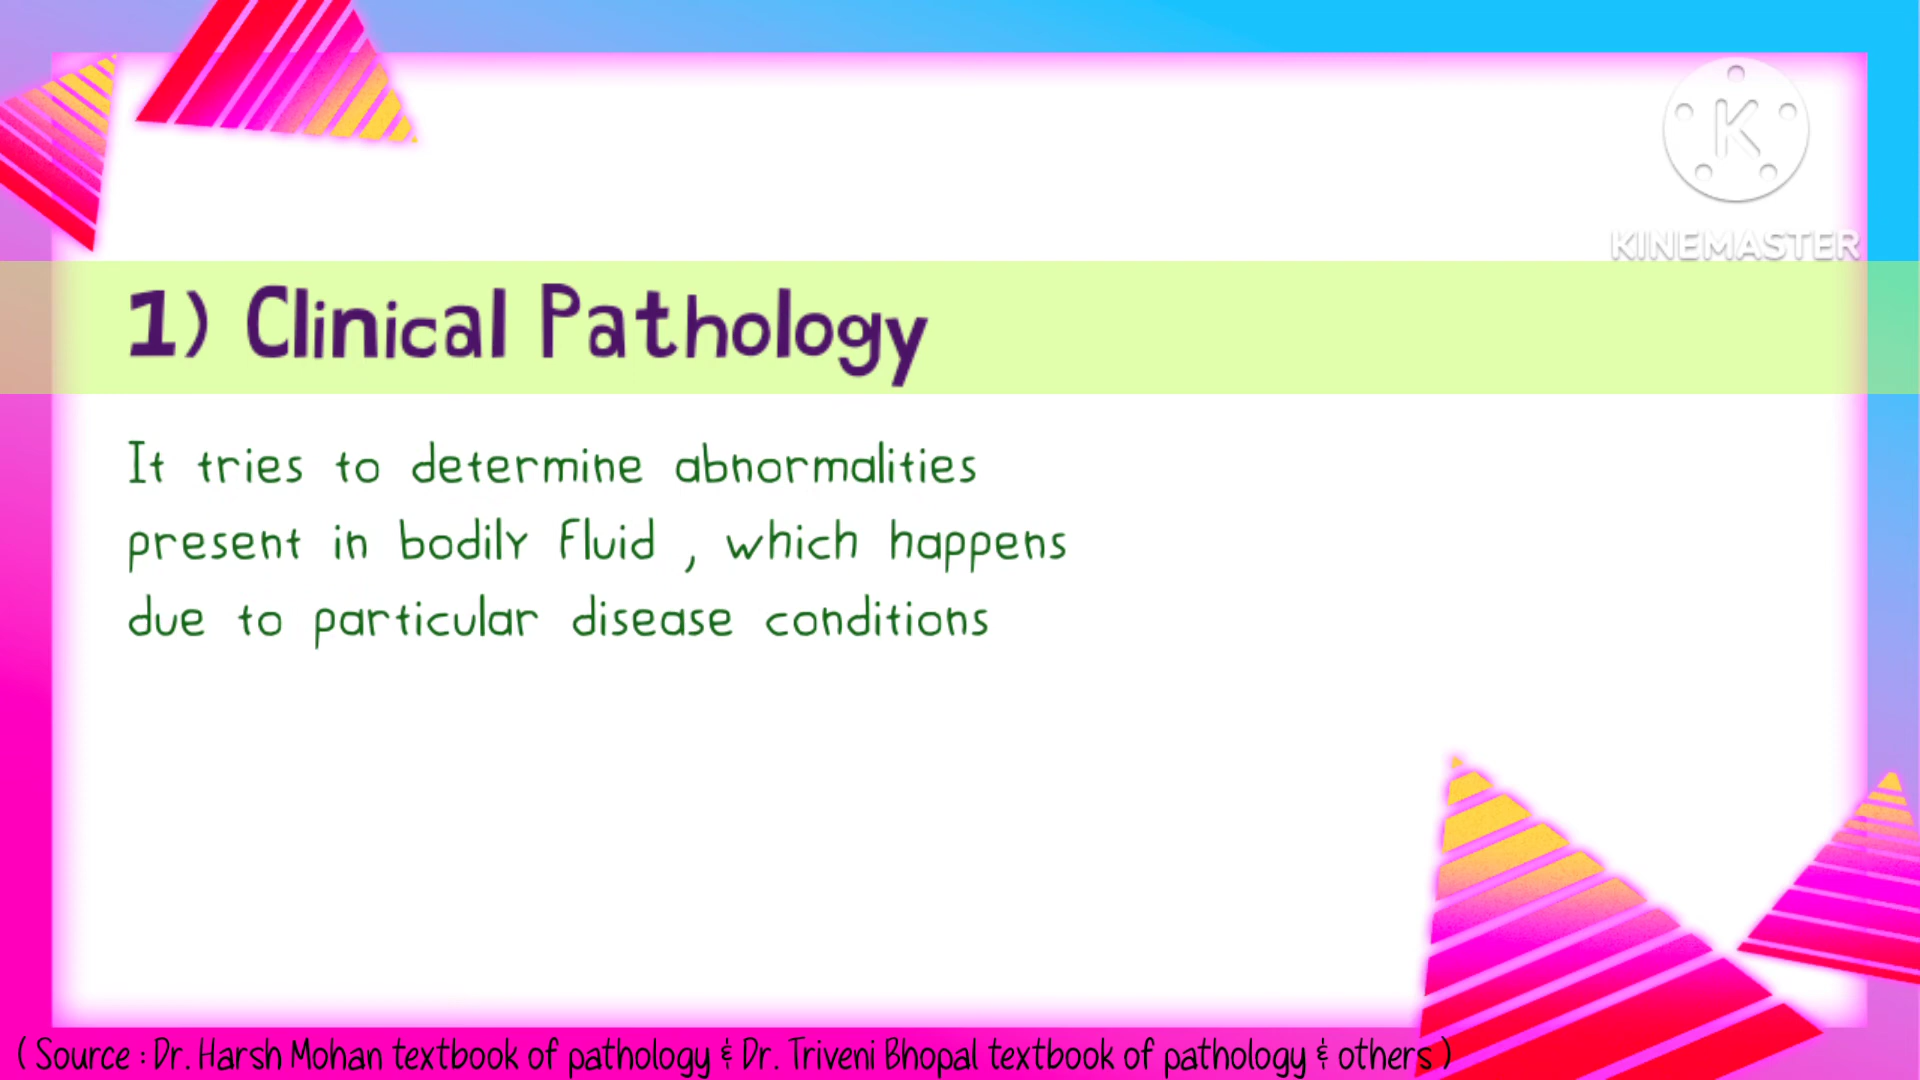 K
KINEMASTER
1) Clinical Pathology
It tries to determine abnormalities
present in bodily fluid , which happens
due to particular disease conditions
( Source : Dr. Harsh Mohan textbook of pathology & Dr. Triveni Bhopal textbook of pathology & others )